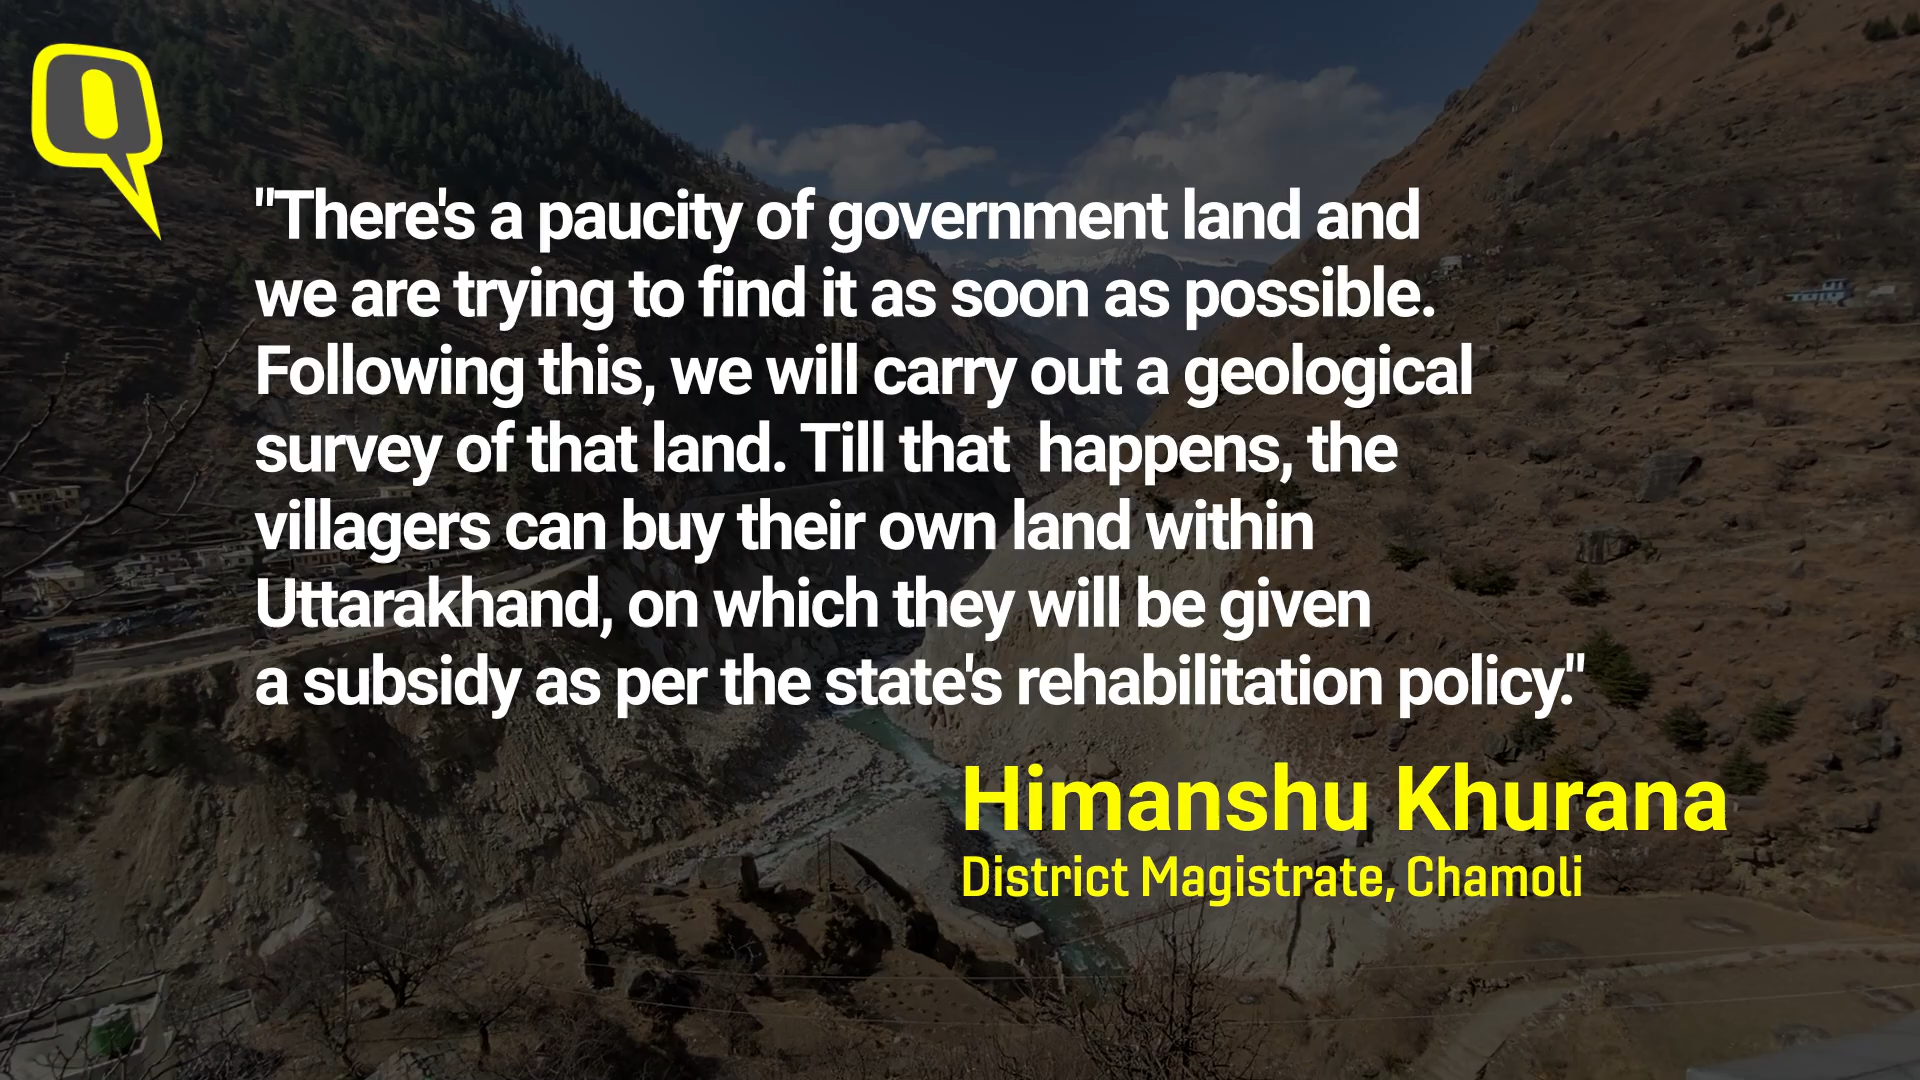 Q
"There's a paucity of government land and
we are trying to find it as soon as possible.
Following this, we will carry out a geological
survey of that land. Till that  happens, the
villagers can buy their own land within
Uttarakhand, on which they will be given
a subsidy as per the state's rehabilitation policy."
Himanshu Khurana
District Magistrate, Chamoli